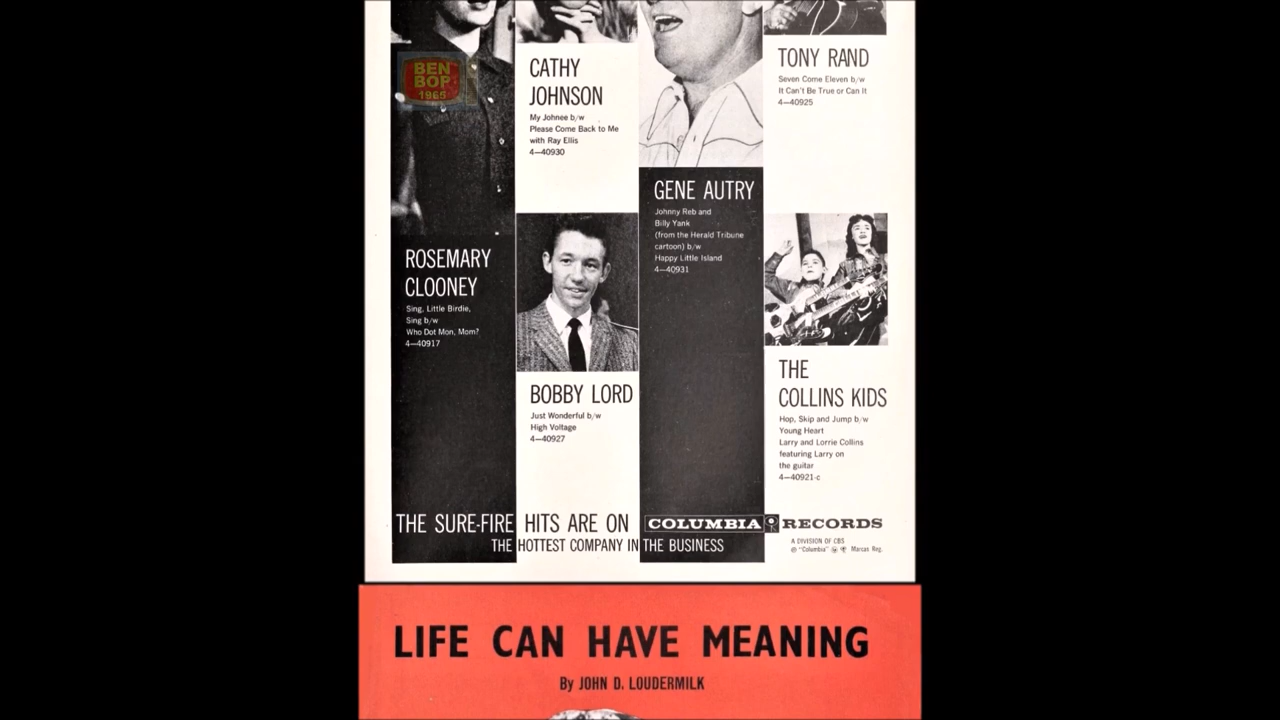 BEN
BOP
1965
ROSEMARY
CLOONEY
Sing, Little Birdie,
Sing b/w
Who Dot Mon, Mom?
4—40917
CATHY
JOHNSON
My Johnee b/w
Please Come Back to Me
with Ray Ellis
4—40930
BOBBY LORD
Just Wonderful b/w
High Voltage
4—40927
GENE AUTRY
Johnny Reb and
Billy Yank
(from the Herald Tribune
cartoon) b/w
Happy Little Island
4—40931
TONY RAND
Seven Come Eleven b/w
It Can't Be True or Can It
4—40925
THE
COLLINS KIDS
Hop, Skip and Jump b/w
Young Heart
Larry and Lorrie Collins
featuring Larry on
the guitar
4—40921-c
THE SURE-FIRE HITS ARE ON COLUMBIA RECORDS
THE HOTTEST COMPANY IN THE BUSINESS
A DIVISION OF CBS
® "Columbia" Marcas Reg.
LIFE CAN HAVE MEANING
By JOHN D. LOUDERMILK